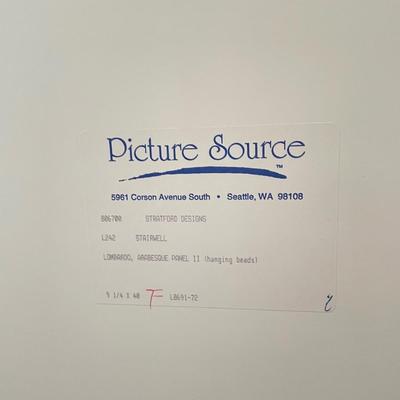 Picture Source
TM
5961 Corson Avenue South • Seattle, WA 98108
B06700 STRATFORD DESIGNS
L242 STAIRWELL
LOMBARDO, ARABESQUE PANEL II (hanging beads)
9 1/4 X 40 F L8691-72